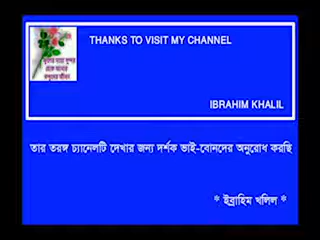 THANKS TO VISIT MY CHANNEL
IBRAHIM KHALIL
তার তরঙ্গ চ্যানেলটি দেখার জন্য দর্শক ভাই-বোনদের অনুরোধ করছি
* ইব্রাহিম খলিল *